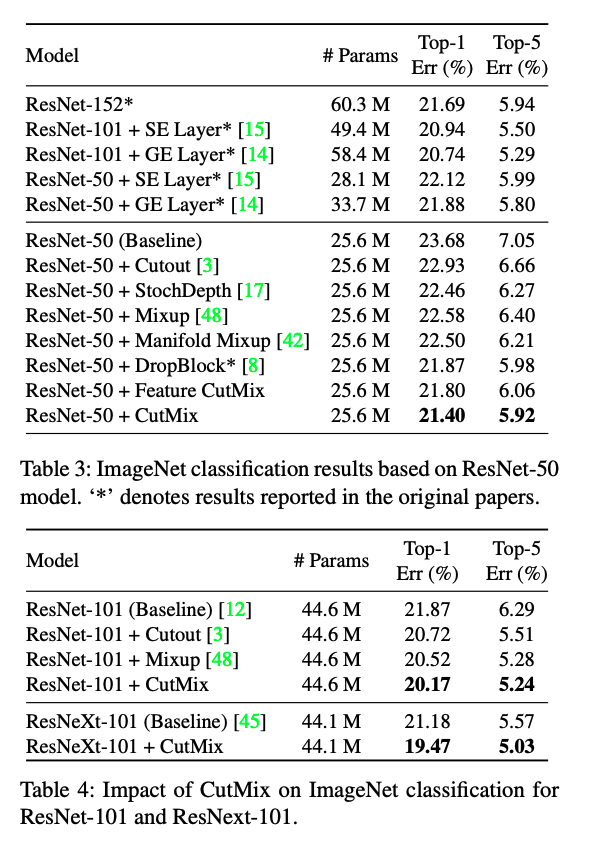 Model # Params Top-1 Err (%) Top-5 Err (%)
ResNet-152* 60.3 M 21.69 5.94
ResNet-101 + SE Layer* [15] 49.4 M 20.94 5.50
ResNet-101 + GE Layer* [14] 58.4 M 20.74 5.29
ResNet-50 + SE Layer* [15] 28.1 M 22.12 5.99
ResNet-50 + GE Layer* [14] 33.7 M 21.88 5.80
ResNet-50 (Baseline) 25.6 M 23.68 7.05
ResNet-50 + Cutout [3] 25.6 M 22.93 6.66
ResNet-50 + StochDepth [17] 25.6 M 22.46 6.27
ResNet-50 + Mixup [48] 25.6 M 22.58 6.40
ResNet-50 + Manifold Mixup [42] 25.6 M 22.50 6.21
ResNet-50 + DropBlock* [8] 25.6 M 21.87 5.98
ResNet-50 + Feature CutMix 25.6 M 21.80 6.06
ResNet-50 + CutMix 25.6 M 21.40 5.92
Table 3: ImageNet classification results based on ResNet-50
model. ‘*’ denotes results reported in the original papers.
Model # Params Top-1 Err (%) Top-5 Err (%)
ResNet-101 (Baseline) [12] 44.6 M 21.87 6.29
ResNet-101 + Cutout [3] 44.6 M 20.72 5.51
ResNet-101 + Mixup [48] 44.6 M 20.52 5.28
ResNet-101 + CutMix 44.6 M 20.17 5.24
ResNeXt-101 (Baseline) [45] 44.1 M 21.18 5.57
ResNeXt-101 + CutMix 44.1 M 19.47 5.03
Table 4: Impact of CutMix on ImageNet classification for
ResNet-101 and ResNext-101.